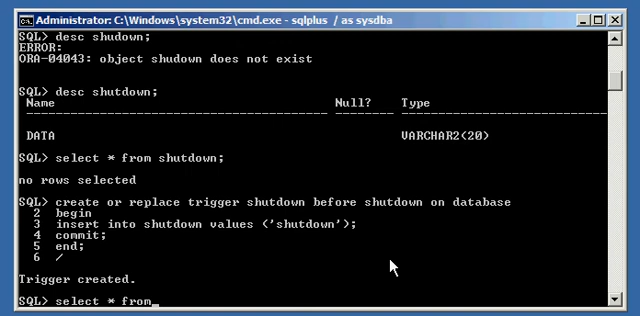 Administrator: C:\Windows\system32\cmd.exe - sqlplus / as sysdba
SQL> desc shudown;
ERROR:
ORA-04043: object shudown does not exist
SQL> desc shutdown;
Name Null? Type
----------------------------------------- -------- ----------------------------
DATA VARCHAR2(20)
SQL> select * from shutdown;
no rows selected
SQL> create or replace trigger shutdown before shutdown on database
2 begin
3 insert into shutdown values ('shutdown');
4 commit;
5 end;
6 /
Trigger created.
SQL> select * from_